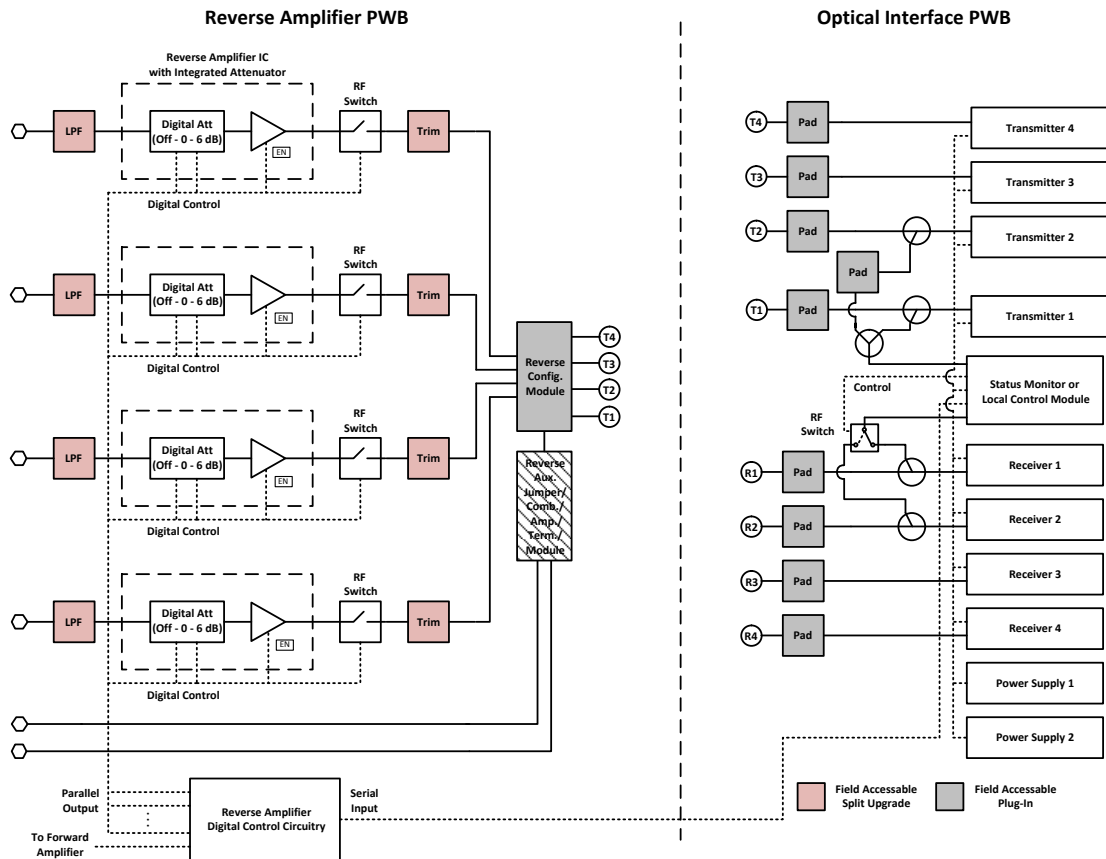 Reverse Amplifier PWB
Optical Interface PWB
Reverse Amplifier IC
with Integrated Attenuator
RF
Switch
LPF
Digital Att
(Off - 0 - 6 dB)
EN
Trim
Digital Control
RF
Switch
LPF
Digital Att
(Off - 0 - 6 dB)
EN
Trim
Digital Control
Reverse
Config.
Module
T4
T3
T2
T1
RF
Switch
LPF
Digital Att
(Off - 0 - 6 dB)
EN
Trim
Digital Control
Reverse
Aux.
Jumper/
Comb./
Amp./
Term./
Module
RF
Switch
LPF
Digital Att
(Off - 0 - 6 dB)
EN
Trim
Digital Control
Parallel
Output
To Forward
Amplifier
Reverse Amplifier
Digital Control Circuitry
Serial
Input
T4
Pad
Transmitter 4
T3
Pad
Transmitter 3
T2
Pad
Transmitter 2
Pad
T1
Pad
Transmitter 1
Control
Status Monitor or
Local Control Module
RF
Switch
R1
Pad
Receiver 1
R2
Pad
Receiver 2
R3
Pad
Receiver 3
R4
Pad
Receiver 4
Power Supply 1
Power Supply 2
Field Accessable
Split Upgrade
Field Accessable
Plug-In